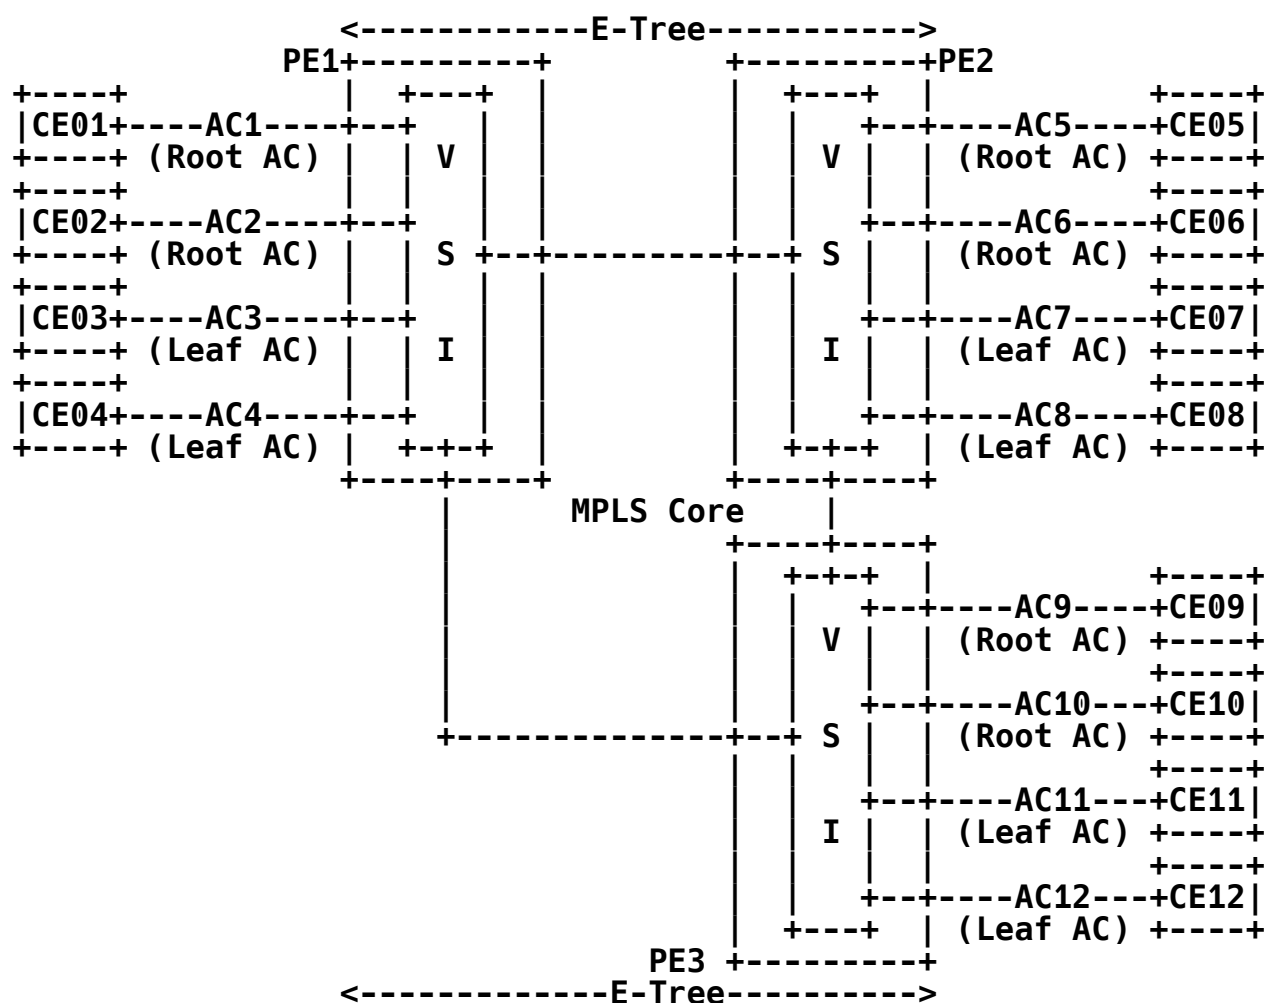 <------------E-Tree----------->
              PE1+---------+         +---------+PE2
+----+           |  +---+  |         |  +---+  |           +----+
|CE01+----AC1----+--+   |  |         |  |   +--+----AC5----+CE05|
+----+ (Root AC) |  | V |  |         |  | V |  | (Root AC) +----+
+----+           |  |   |  |         |  |   |  |           +----+
|CE02+----AC2----+--+   |  |         |  |   +--+----AC6----+CE06|
+----+ (Root AC) |  | S +--+---------+--+ S |  | (Root AC) +----+
+----+           |  |   |  |         |  |   |  |           +----+
|CE03+----AC3----+--+   |  |         |  |   +--+----AC7----+CE07|
+----+ (Leaf AC) |  | I |  |         |  | I |  | (Leaf AC) +----+
+----+           |  |   |  |         |  |   |  |           +----+
|CE04+----AC4----+--+   |  |         |  |   +--+----AC8----+CE08|
+----+ (Leaf AC) |  +-+-+  |         |  +-+-+  | (Leaf AC) +----+
                 +----+----+         +----+----+
                      |      MPLS Core    |
                      |              +----+----+
                      |              |  +-+-+  |           +----+
                      |              |  |   +--+----AC9----+CE09|
                      |              |  | V |  | (Root AC) +----+
                      |              |  |   |  |           +----+
                      |              |  |   +--+----AC10---+CE10|
                      +--------------+--+ S |  | (Root AC) +----+
                                     |  |   |  |           +----+
                                     |  |   +--+----AC11---+CE11|
                                     |  | I |  | (Leaf AC) +----+
                                     |  |   |  |           +----+
                                     |  |   +--+----AC12---+CE12|
                                     |  +---+  | (Leaf AC) +----+
                                 PE3 +---------+
                 <-------------E-Tree---------->